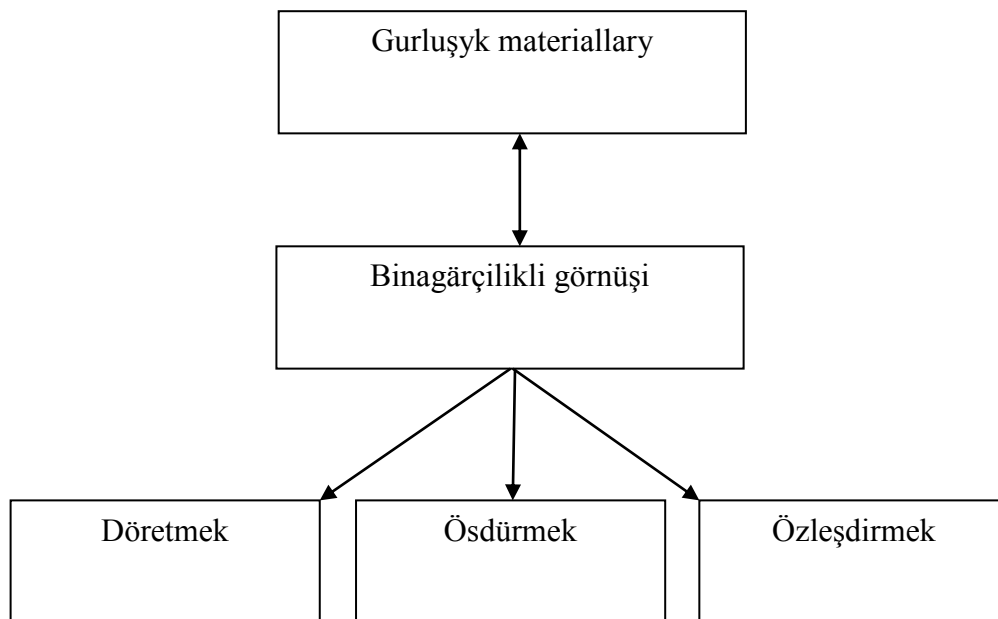 Gurluşyk materiallary
Binagärçilikli görnüşi
Döretmek
Ösdürmek
Özleşdirmek